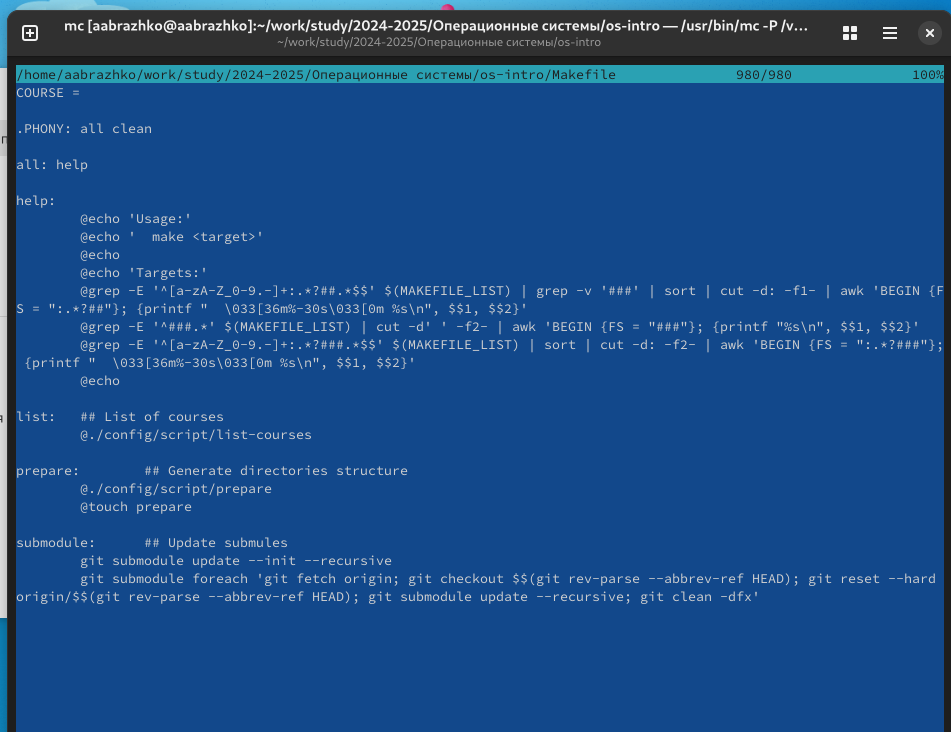 mc [aabrazhko@aabrazhko]:~/work/study/2024-2025/Операционные системы/os-intro — /usr/bin/mc -P /v…
~/work/study/2024-2025/Операционные системы/os-intro
/home/aabrazhko/work/study/2024-2025/Операционные системы/os-intro/Makefile 980/980 100%
COURSE =
.PHONY: all clean
all: help
help:
@echo 'Usage:'
@echo '  make <target>'
@echo
@echo 'Targets:'
@grep -E '^[a-zA-Z_0-9.-]+:.*?##.*$$' $(MAKEFILE_LIST) | grep -v '###' | sort | cut -d: -f1- | awk 'BEGIN {F
S = ":.*?##"}; {printf "  \033[36m%-30s\033[0m %s\n", $$1, $$2}'
@grep -E '^###.*' $(MAKEFILE_LIST) | cut -d' ' -f2- | awk 'BEGIN {FS = "###"}; {printf "%s\n", $$1, $$2}'
@grep -E '^[a-zA-Z_0-9.-]+:.*?###.*$$' $(MAKEFILE_LIST) | sort | cut -d: -f2- | awk 'BEGIN {FS = ":.*?###"};
{printf "  \033[36m%-30s\033[0m %s\n", $$1, $$2}'
@echo
list:   ## List of courses
@./config/script/list-courses
prepare:        ## Generate directories structure
@./config/script/prepare
@touch prepare
submodule:      ## Update submules
git submodule update --init --recursive
git submodule foreach 'git fetch origin; git checkout $$(git rev-parse --abbrev-ref HEAD); git reset --hard
origin/$$(git rev-parse --abbrev-ref HEAD); git submodule update --recursive; git clean -dfx'